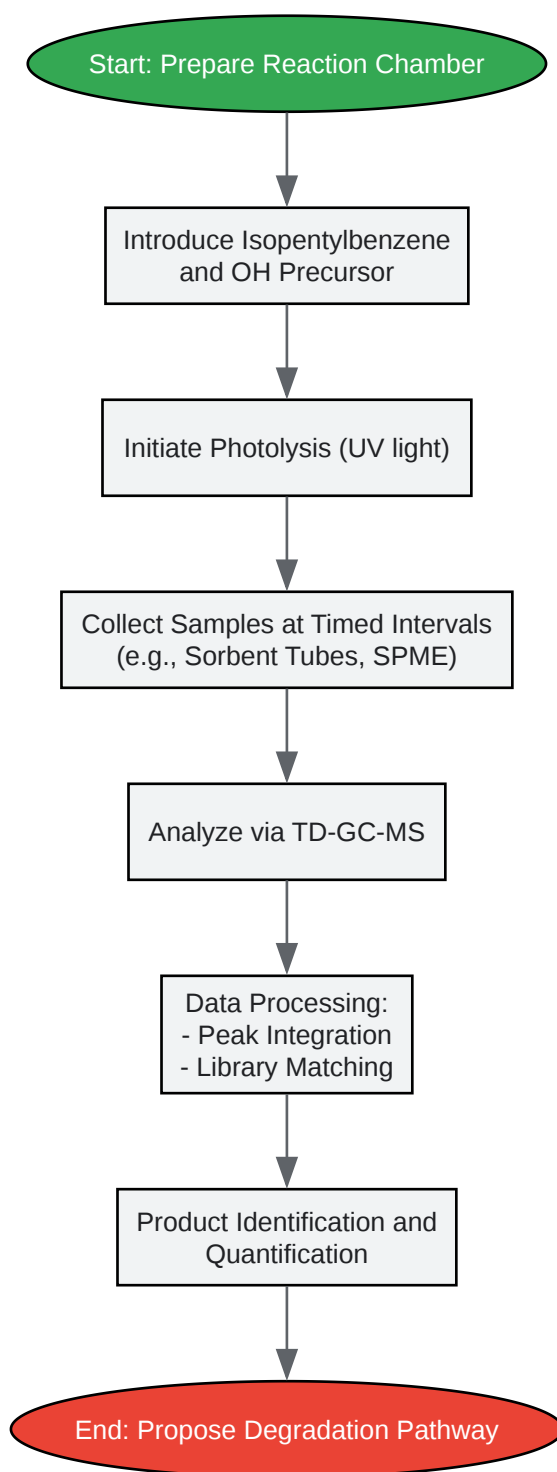 Start: Prepare Reaction Chamber
Introduce Isopentylbenzene
and OH Precursor
Initiate Photolysis (UV light)
Collect Samples at Timed Intervals
(e.g., Sorbent Tubes, SPME)
Analyze via TD-GC-MS
Data Processing:
- Peak Integration
- Library Matching
Product Identification and
Quantification
End: Propose Degradation Pathway